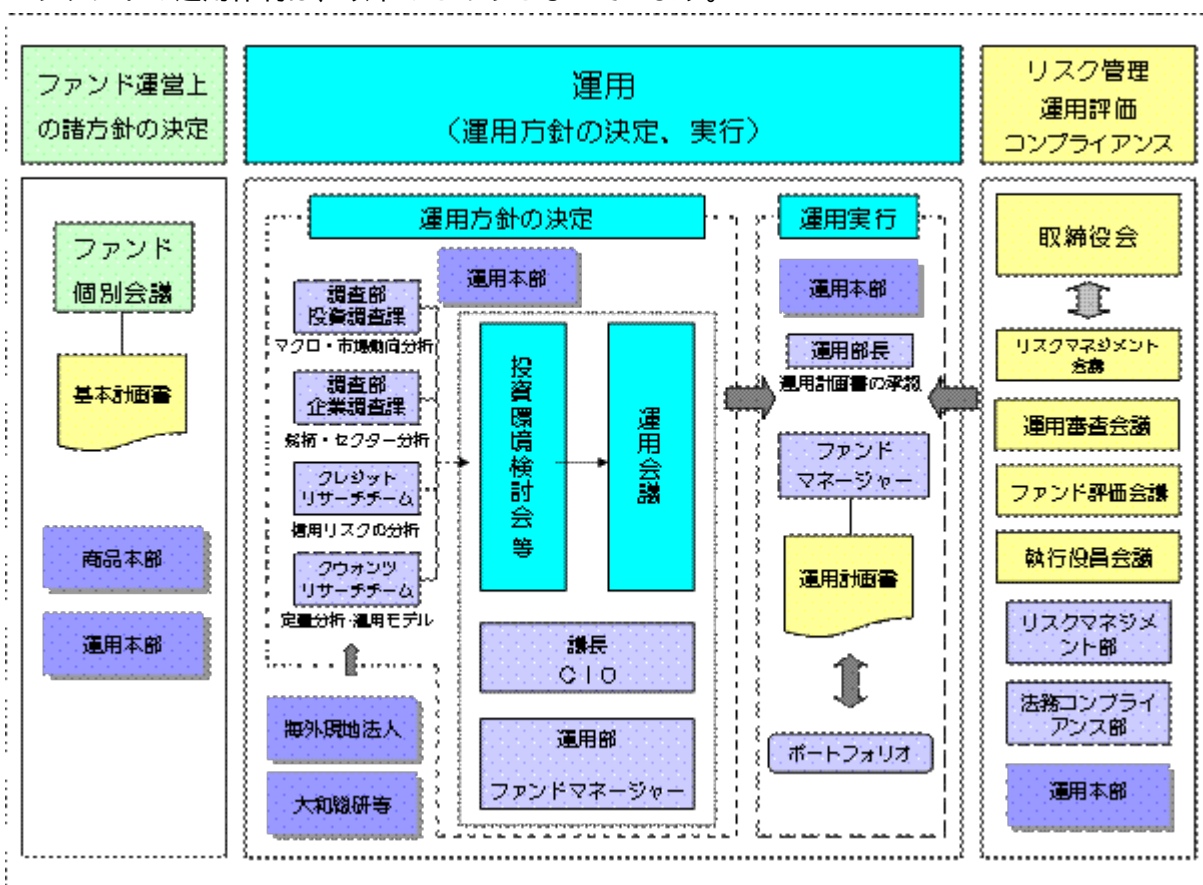 ファンド運営上
の諸方針の決定
運用
（運用方針の決定、実行）
リスク管理
運用評価
コンプライアンス
ファンド
個別会議
基本計画書
商品本部
運用本部
運用方針の決定
運用本部
調査部
投資調査課
マクロ・市場動向分析
調査部
企業調査課
銘柄・セクター分析
クレジット
リサーチチーム
信用リスクの分析
クウォンツ
リサーチチーム
定量分析・運用モデル
海外現地法人
大和総研等
投資環境検討会 等
運用会議
議長
ＣＩＯ
運用部
ファンドマネージャー
運用実行
運用本部
運用部長
運用計画書の承認
ファンド
マネージャー
運用計画書
ポートフォリオ
取締役会
リスクマネジメント
会議
運用審査会議
ファンド評価会議
執行役員会議
リスクマネジメ
ント部
法務コンプライ
アンス部
運用本部